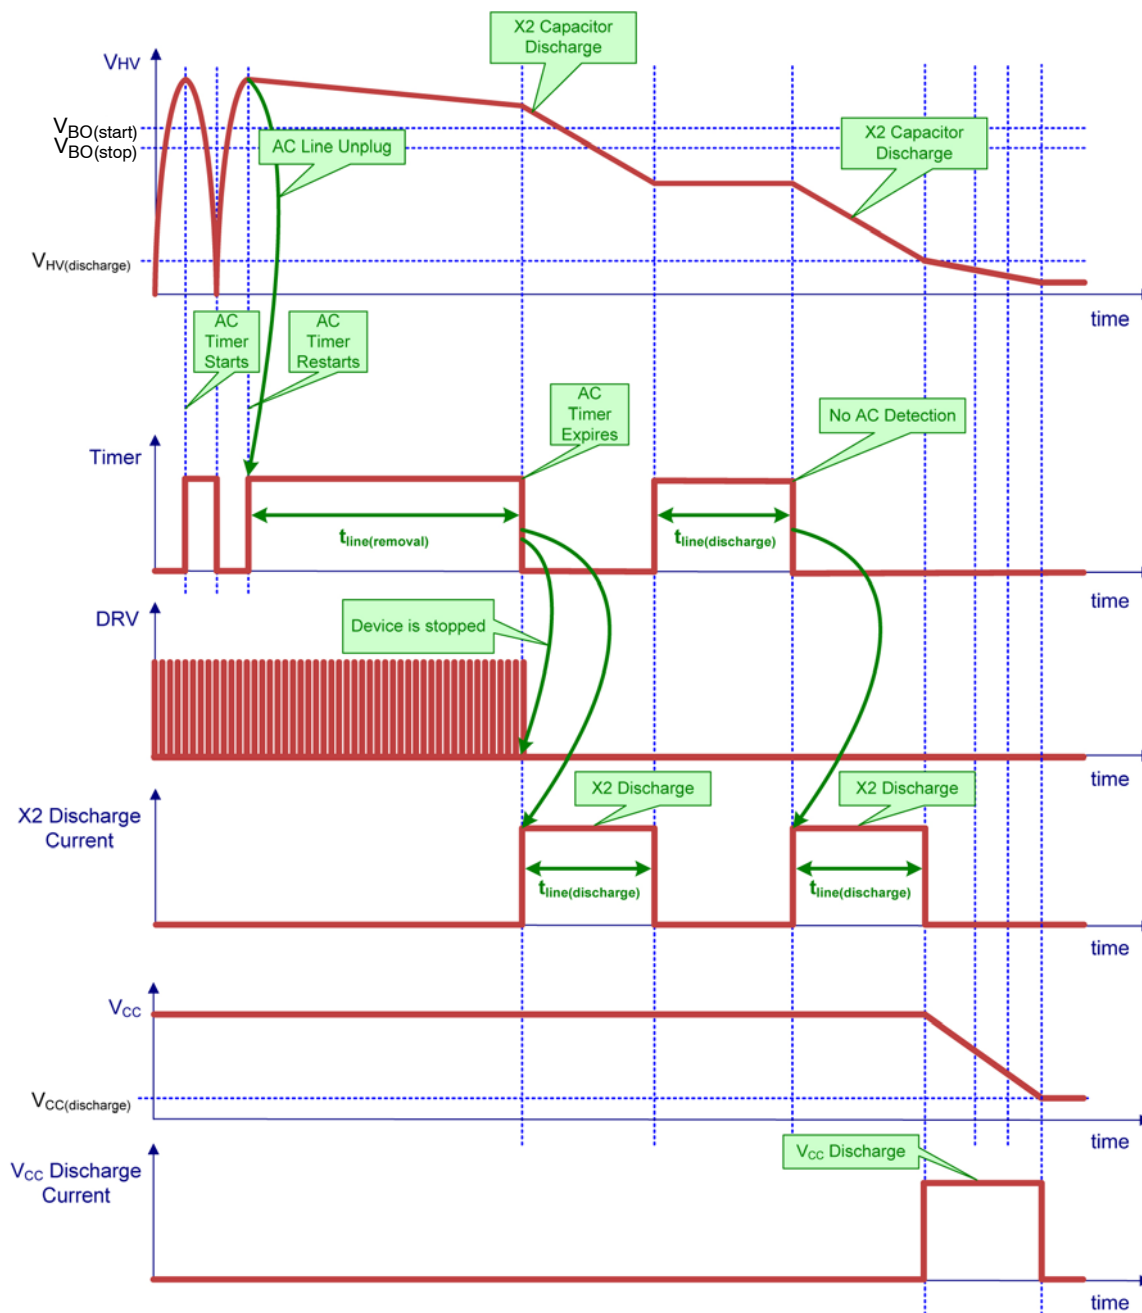 X2 Capacitor
Discharge
VHV
VBO(start)
VBO(stop)
AC Line Unplug
X2 Capacitor
Discharge
VHV(discharge)
time
AC
Timer
Starts
AC
Timer
Restarts
AC
Timer
Expires
No AC Detection
Timer
tline(removal)
tline(discharge)
time
DRV
Device is stopped
time
X2 Discharge
Current
X2 Discharge
X2 Discharge
tline(discharge)
tline(discharge)
time
VCC
VCC(discharge)
time
VCC Discharge
Current
VCC Discharge
time